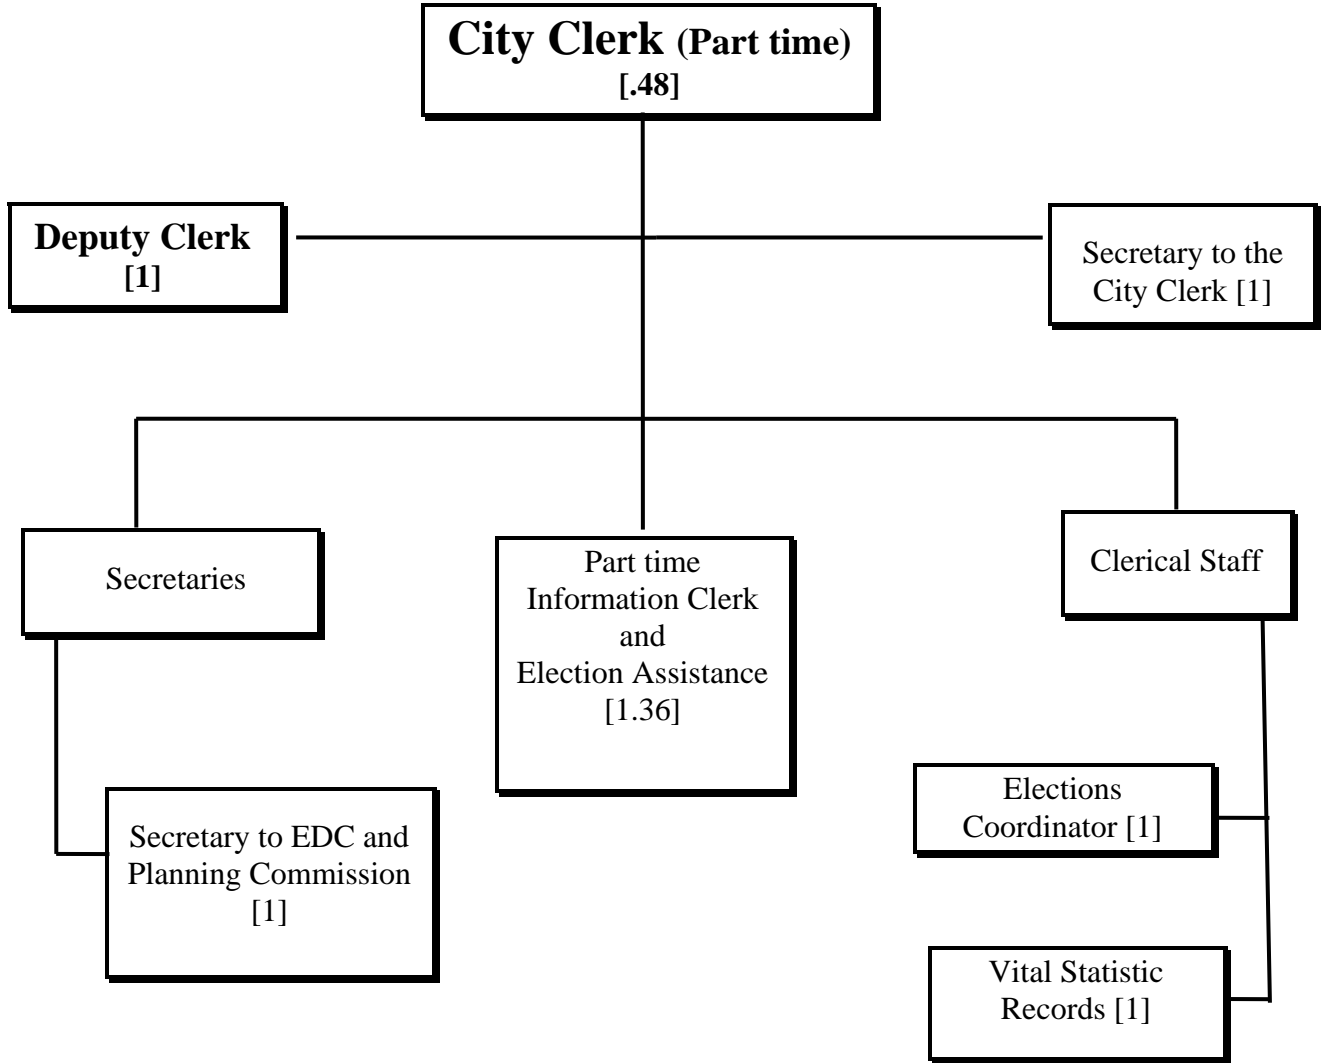 City Clerk (Part time)
[.48]
Deputy Clerk
[1]
Secretary to the
City Clerk [1]
Secretaries
Part time
Information Clerk
and
Election Assistance
[1.36]
Clerical Staff
Secretary to EDC and
Planning Commission
[1]
Elections
Coordinator [1]
Vital Statistic
Records [1]